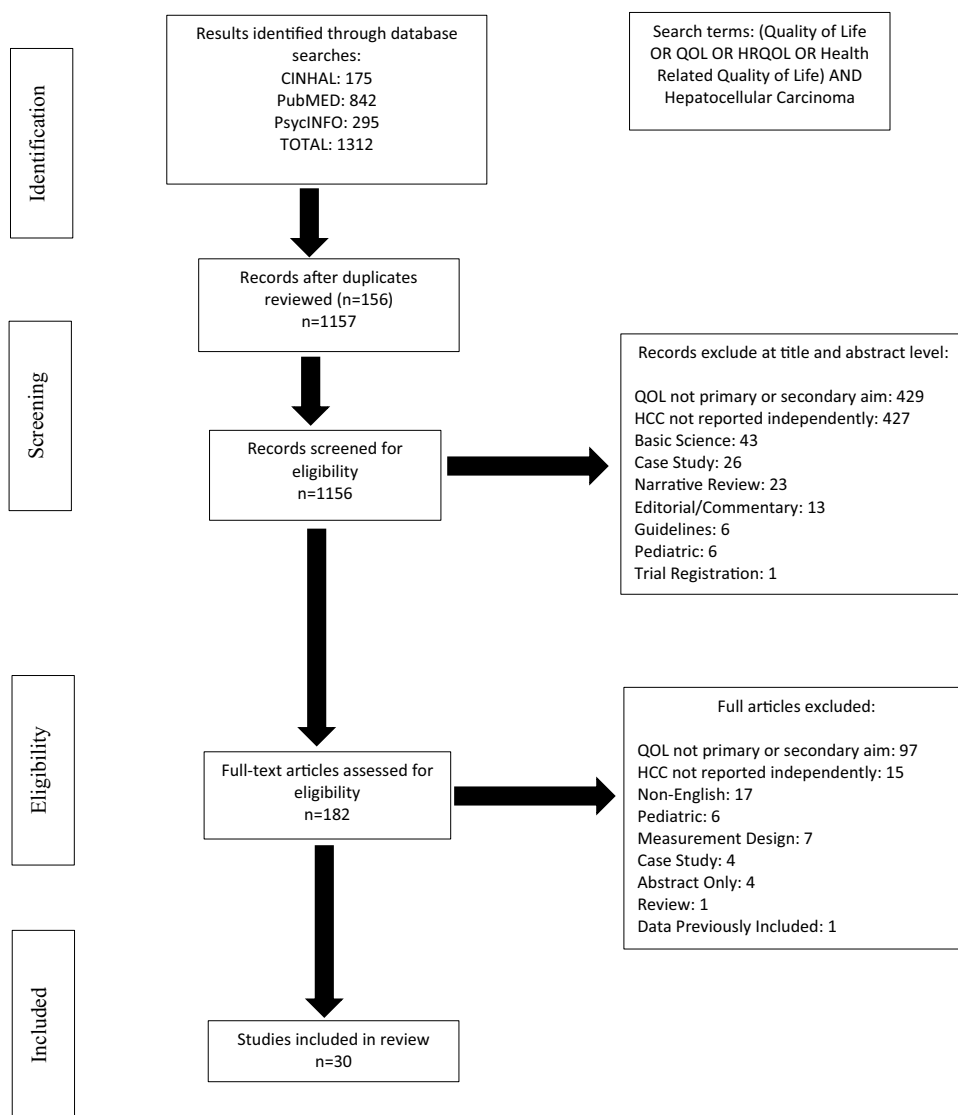 Identification
Results identified through database
searches:
CINHAL: 175
PubMED: 842
PsycINFO: 295
TOTAL: 1312
Search terms: (Quality of Life
OR QOL OR HRQOL OR Health
Related Quality of Life) AND
Hepatocellular Carcinoma
Screening
Records after duplicates
reviewed (n=156)
n=1157
Records screened for
eligibility
n=1156
Records exclude at title and abstract level:
QOL not primary or secondary aim: 429
HCC not reported independently: 427
Basic Science: 43
Case Study: 26
Narrative Review: 23
Editorial/Commentary: 13
Guidelines: 6
Pediatric: 6
Trial Registration: 1
Eligibility
Full-text articles assessed for
eligibility
n=182
Full articles excluded:
QOL not primary or secondary aim: 97
HCC not reported independently: 15
Non-English: 17
Pediatric: 6
Measurement Design: 7
Case Study: 4
Abstract Only: 4
Review: 1
Data Previously Included: 1
Included
Studies included in review
n=30